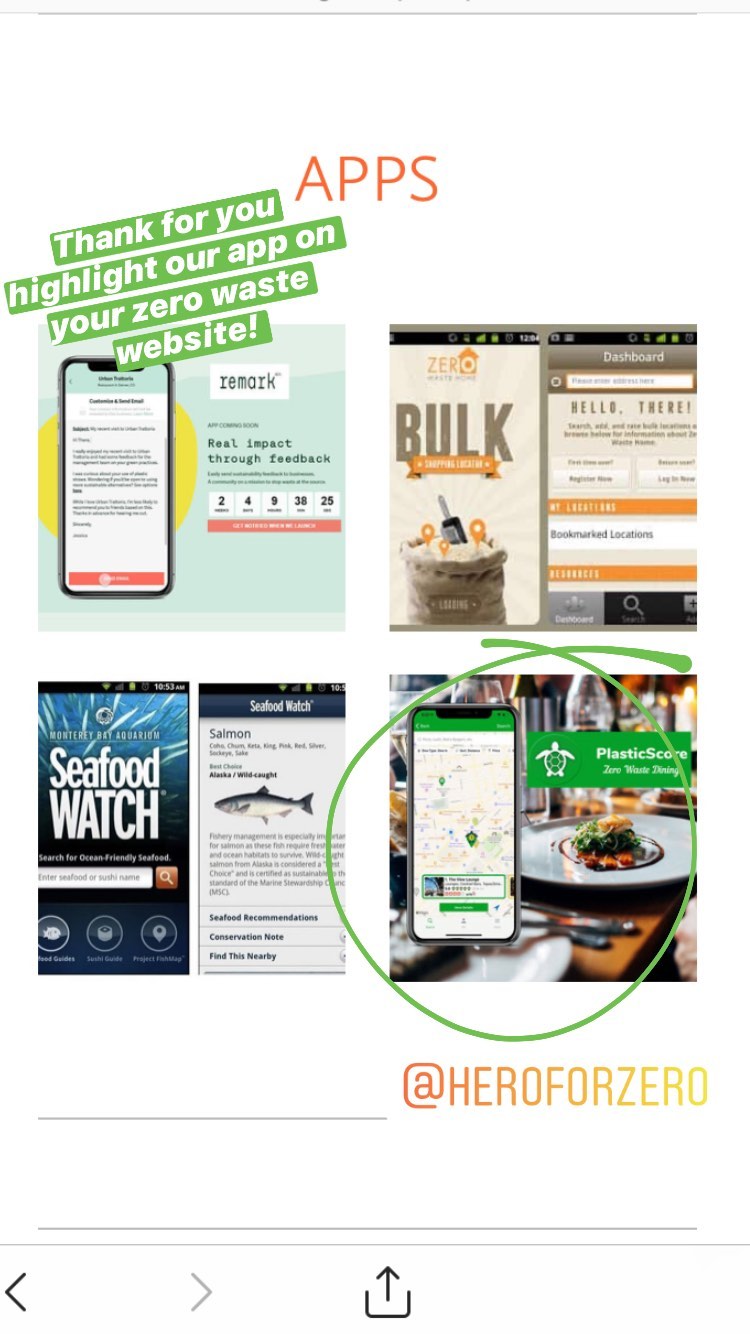 APPS
Thank for you
highlight our app on
your zero waste
website!
Urban Trattoria
Customize & Send Email
Subject: My recent visit to Urban Trattoria
Hi There,
Sincerely,
Jessica
remark
APP COMING SOON
Real impact
through feedback
Easily send sustainability feedback to businesses.
A community on a mission to stop waste at the source.
2 4 9 38 25
WEEKS DAYS HOURS MIN SEC
GET NOTIFIED WHEN WE LAUNCH
12:04
ZERO
WASTE HOME
BULK
SHOPPING LOCATOR
LOADING
Dashboard
Please enter address here
HELLO, THERE!
Search, add, and rate bulk locations o
browse below for information about Ze
Waste Home.
First time user?
Return user?
Register Now
Log In Now
MY LOCATIONS
Bookmarked Locations
RESOURCES
Dashboard
Search
Ad
10:53 AM
MONTEREY BAY AQUARIUM
Seafood
WATCH
Search for Ocean-Friendly Seafood.
Enter seafood or sushi name
food Guides
Sushi Guide
Project FishMap
10:5
Seafood Watch
Salmon
Coho, Chum, Keta, King, Pink, Red, Silver,
Sockeye, Sake
Best Choice
Alaska / Wild-caught
Fishery management is especially importan
for salmon as these fish require freshwater
and ocean habitats to survive. Wild-caught
salmon from Alaska is considered a "Best
Choice" and is certified as sustainable to the
standard of the Marine Stewardship Counc
(MSC).
Seafood Recommendations
Conservation Note
Find This Nearby
PlasticScore
Zero Waste Dining
@HEROFORZERO